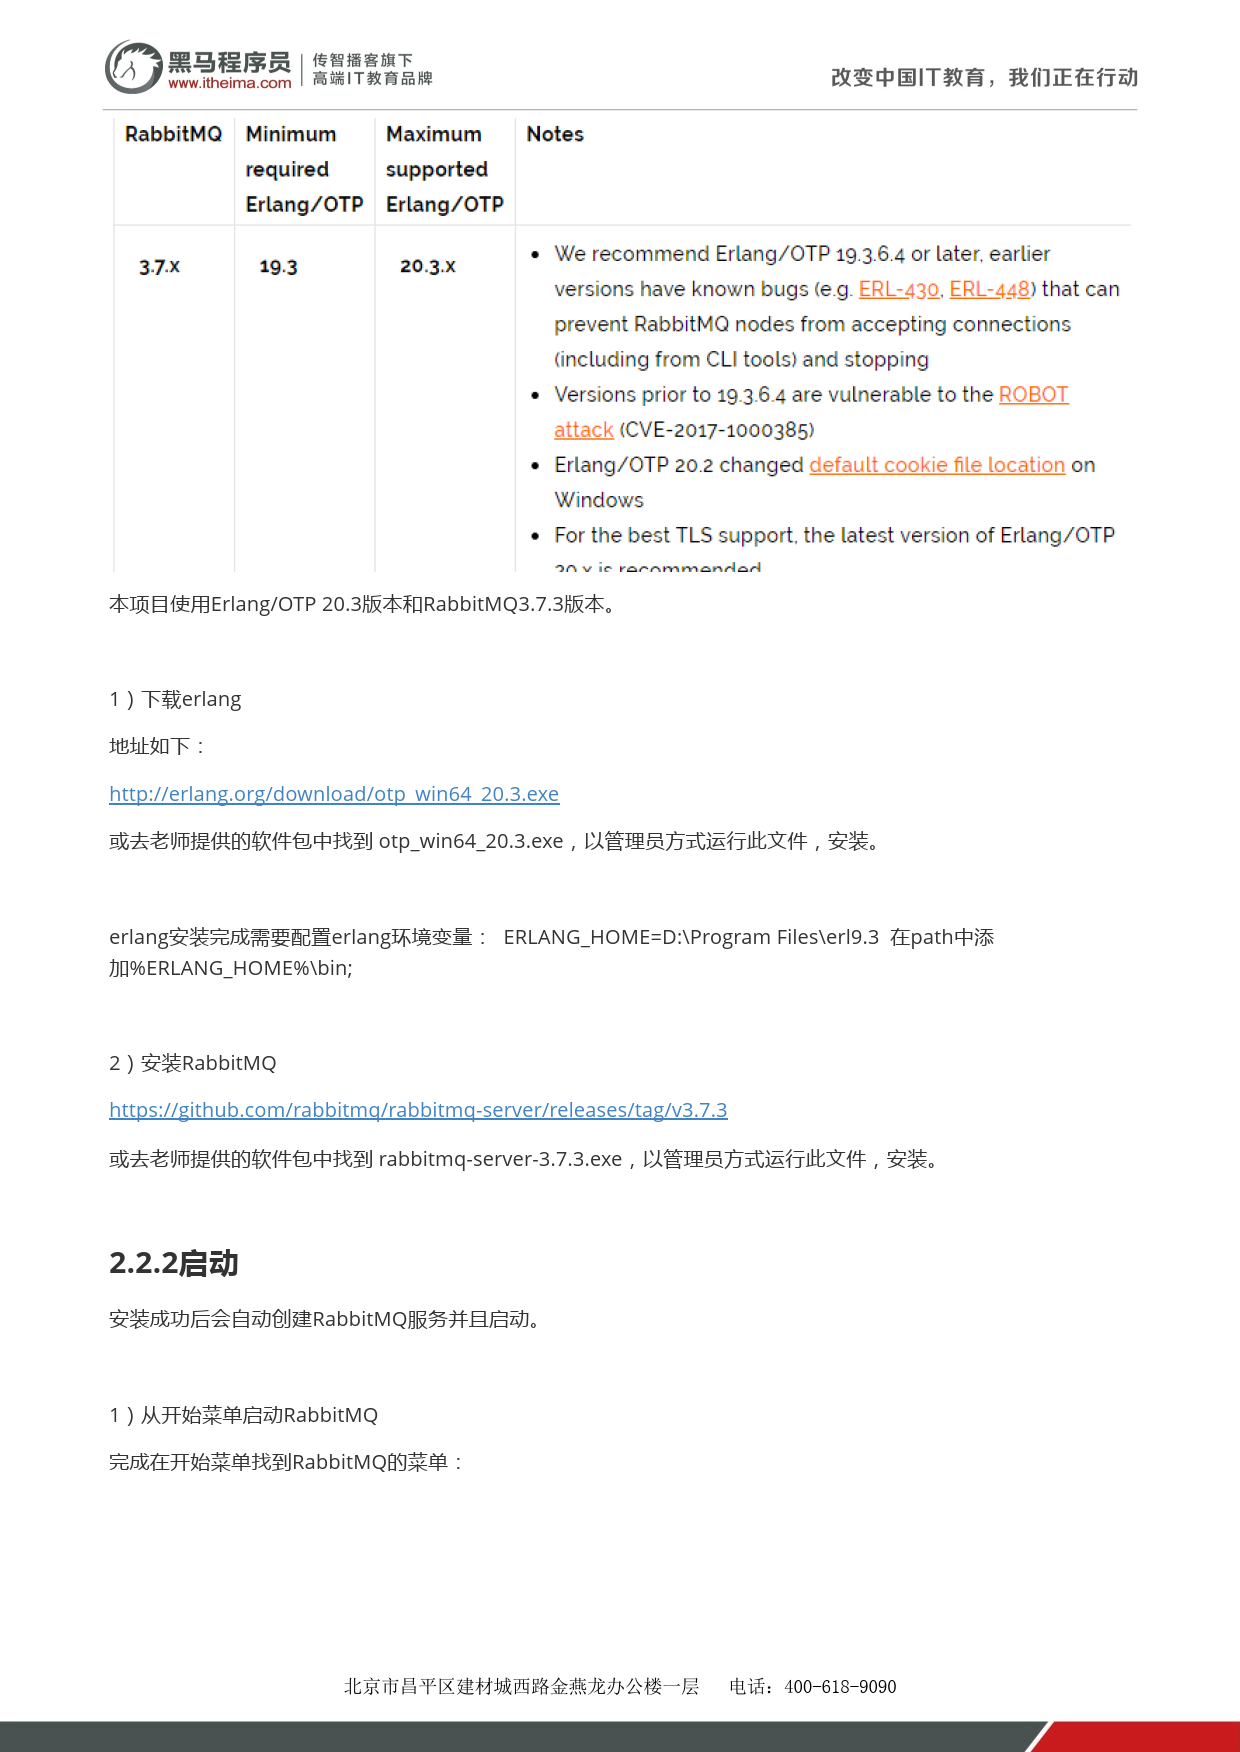 黑马程序员
www.itheima.com
传智播客旗下
高端IT教育品牌
改变中国IT教育，我们正在行动
RabbitMQ Minimum required Erlang/OTP Maximum supported Erlang/OTP Notes
3.7.x 19.3 20.3.x
• We recommend Erlang/OTP 19.3.6.4 or later, earlier
versions have known bugs (e.g. ERL-430, ERL-448) that can
prevent RabbitMQ nodes from accepting connections
(including from CLI tools) and stopping
• Versions prior to 19.3.6.4 are vulnerable to the ROBOT
attack (CVE-2017-1000385)
• Erlang/OTP 20.2 changed default cookie file location on
Windows
• For the best TLS support, the latest version of Erlang/OTP
20.x is recommended
本项目使用Erlang/OTP 20.3版本和RabbitMQ3.7.3版本。
1）下载erlang
地址如下：
http://erlang.org/download/otp_win64_20.3.exe
或去老师提供的软件包中找到 otp_win64_20.3.exe，以管理员方式运行此文件，安装。
erlang安装完成需要配置erlang环境变量： ERLANG_HOME=D:\Program Files\erl9.3 在path中添
加%ERLANG_HOME%\bin;
2）安装RabbitMQ
https://github.com/rabbitmq/rabbitmq-server/releases/tag/v3.7.3
或去老师提供的软件包中找到 rabbitmq-server-3.7.3.exe，以管理员方式运行此文件，安装。
2.2.2启动
安装成功后会自动创建RabbitMQ服务并且启动。
1）从开始菜单启动RabbitMQ
完成在开始菜单找到RabbitMQ的菜单：
北京市昌平区建材城西路金燕龙办公楼一层 电话：400-618-9090